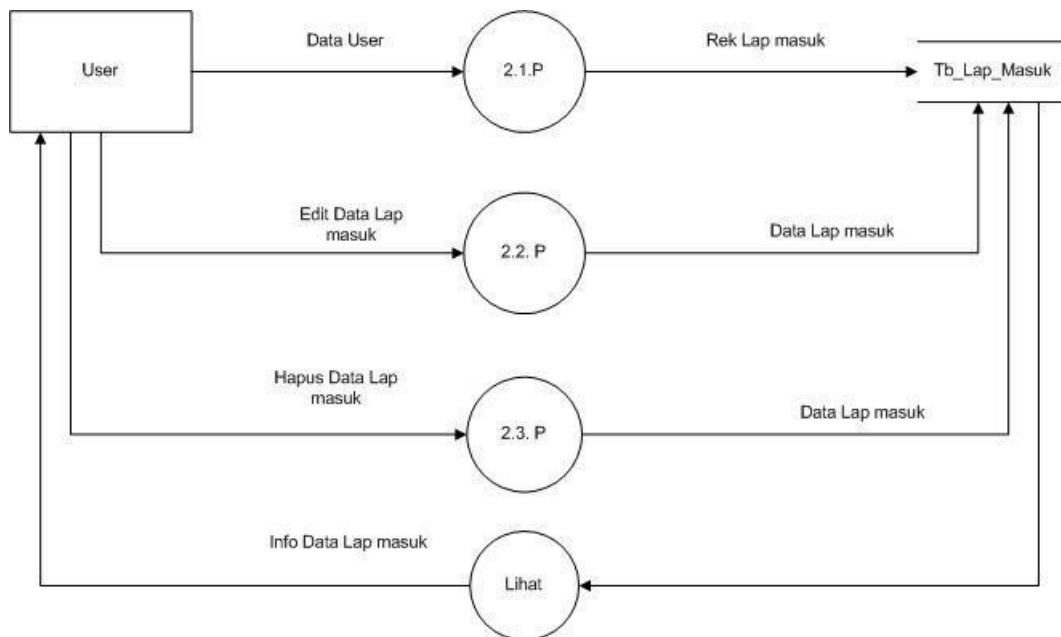 Data User
Rek Lap masuk
User
2.1.P
Tb_Lap_Masuk
Edit Data Lap
masuk
2.2. P
Data Lap masuk
Hapus Data Lap
masuk
2.3. P
Data Lap masuk
Info Data Lap masuk
Lihat